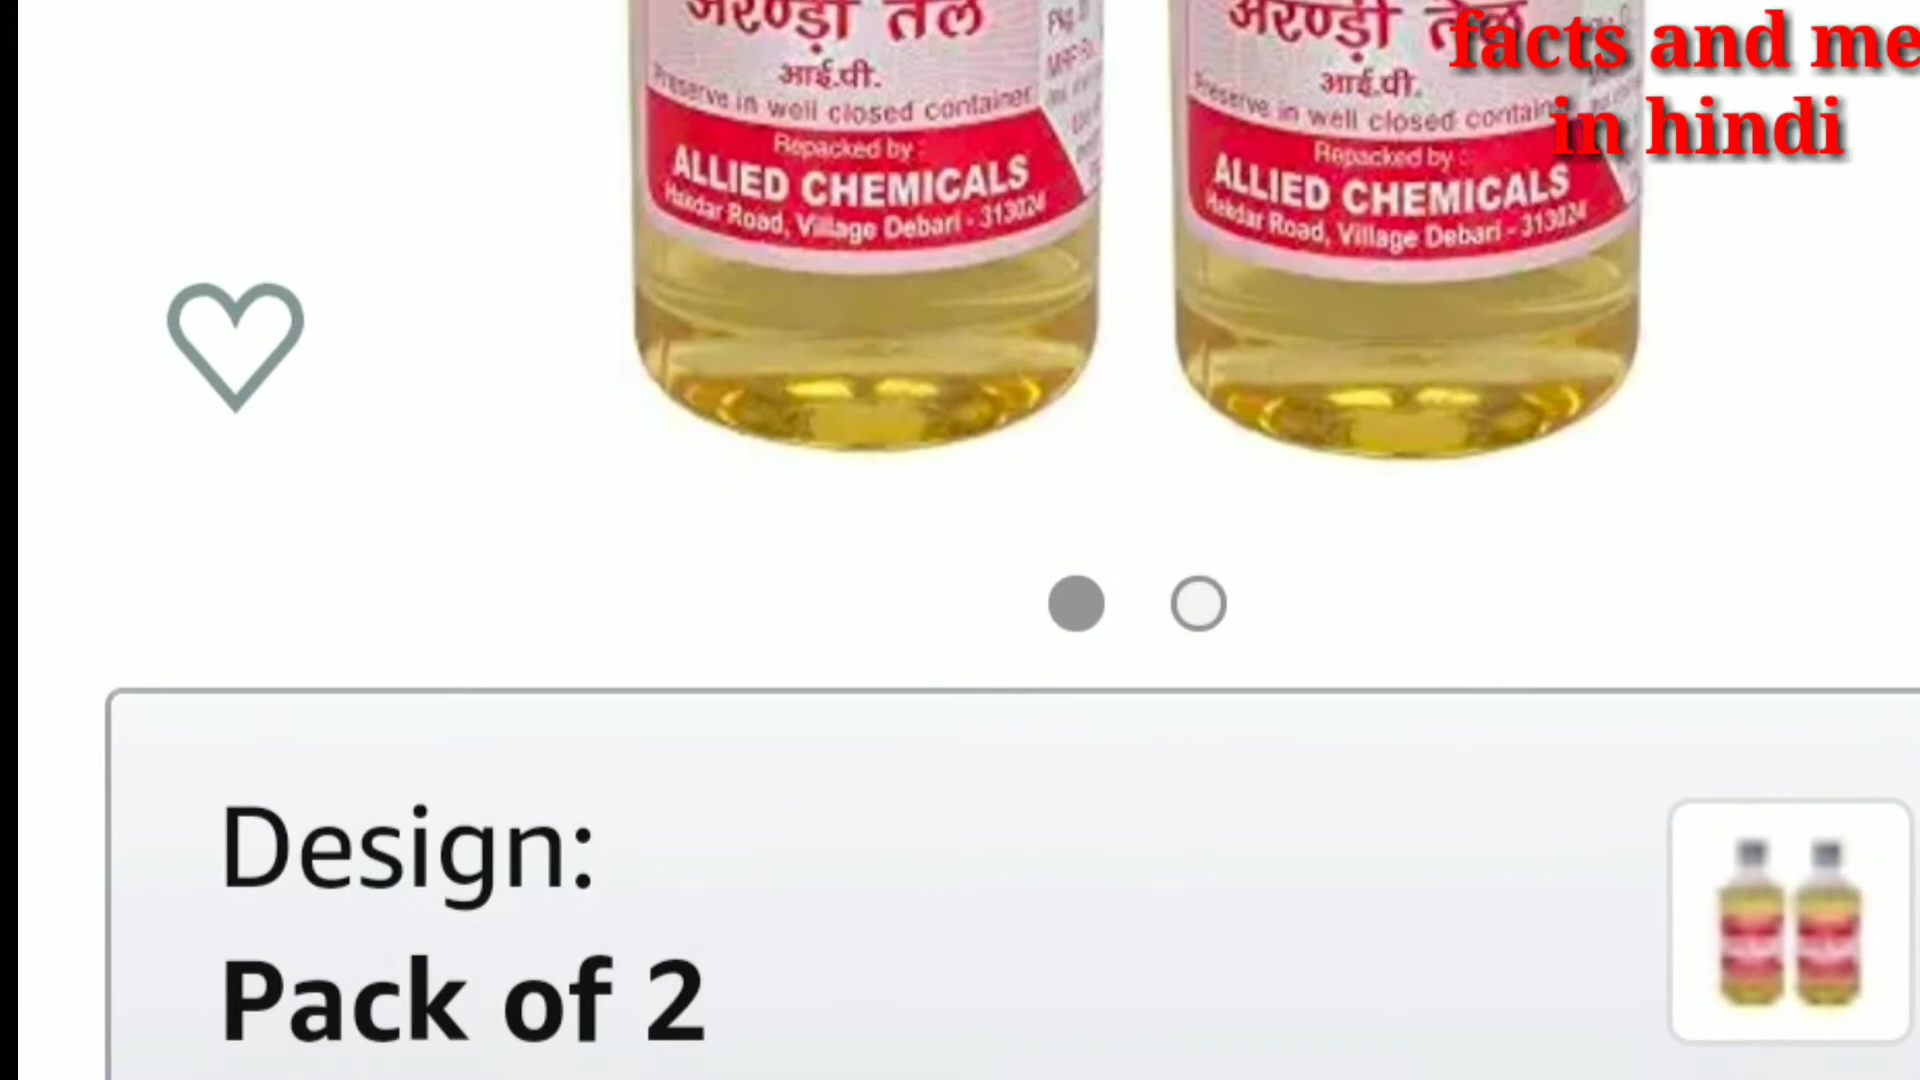 अरण्डी तेल
आई.पी.
Preserve in well closed container
Repacked by :
ALLIED CHEMICALS
Road, Village Debari - 313024
अरण्डी तेल
आई.पी.
Preserve in well closed
Repacked by :
ALLIED CHEMICALS
Road, Village Debari - 313024
facts and me
in hindi
Design:
Pack of 2